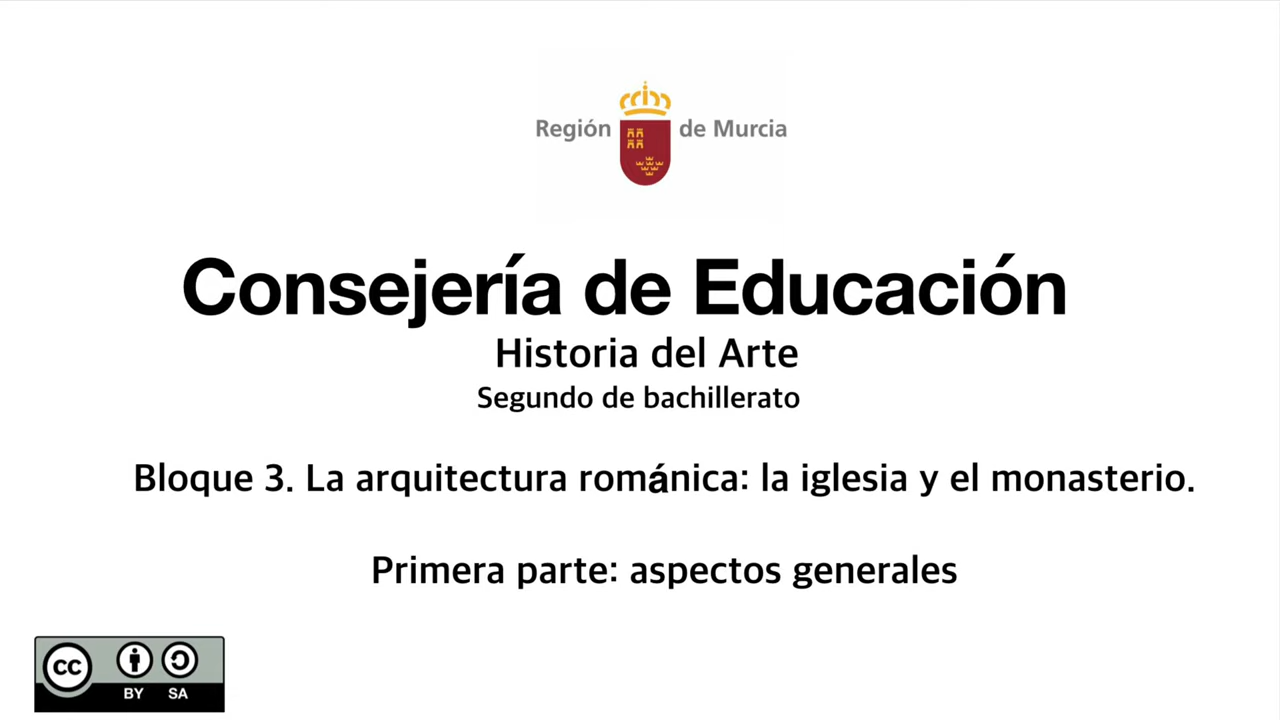 Región de Murcia
Consejería de Educación
Historia del Arte
Segundo de bachillerato
Bloque 3. La arquitectura románica: la iglesia y el monasterio.
Primera parte: aspectos generales
cc BY SA